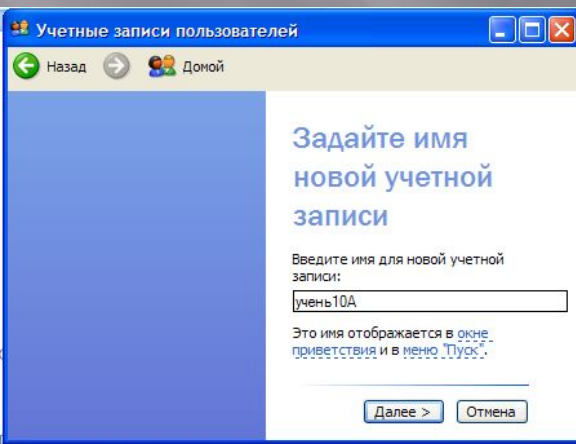 Учетные записи пользователей
Назад Домой
Задайте имя
новой учетной
записи
Введите имя для новой учетной
записи:
учень10А
Это имя отображается в окне
приветствия и в меню "Пуск".
Далее > Отмена